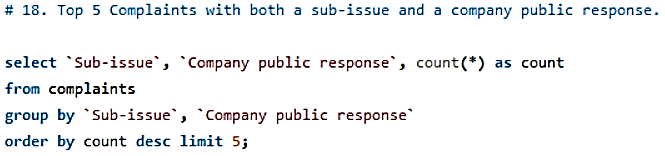 # 18. Top 5 Complaints with both a sub-issue and a company public response.
select `Sub-issue`, `Company public response`, count(*) as count
from complaints
group by `Sub-issue`, `Company public response`
order by count desc limit 5;